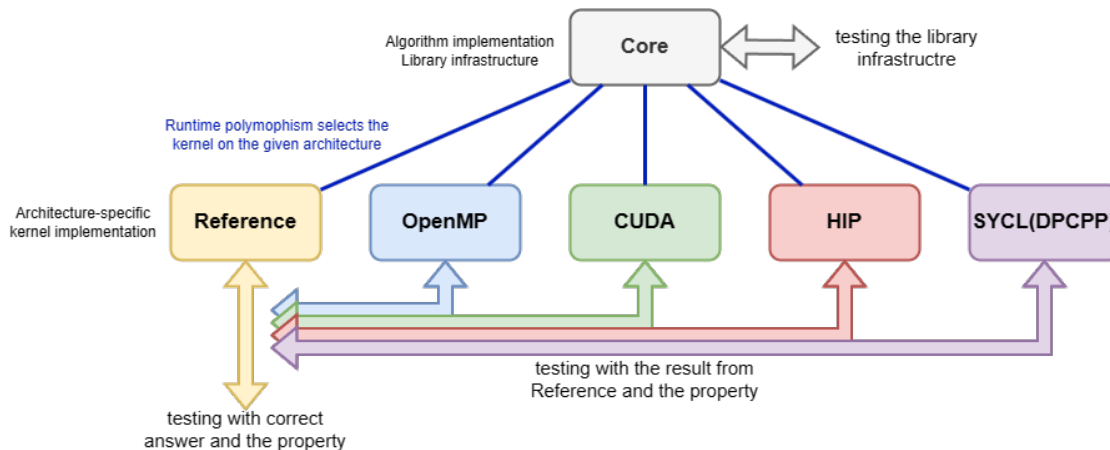 Algorithm implementation
Library infrastructure
Core
testing the library
infrastructre
Runtime polymophism selects the
kernel on the given architecture
Architecture-specific
kernel implementation
Reference
OpenMP
CUDA
HIP
SYCL(DPCPP)
testing with the result from
Reference and the property
testing with correct
answer and the property